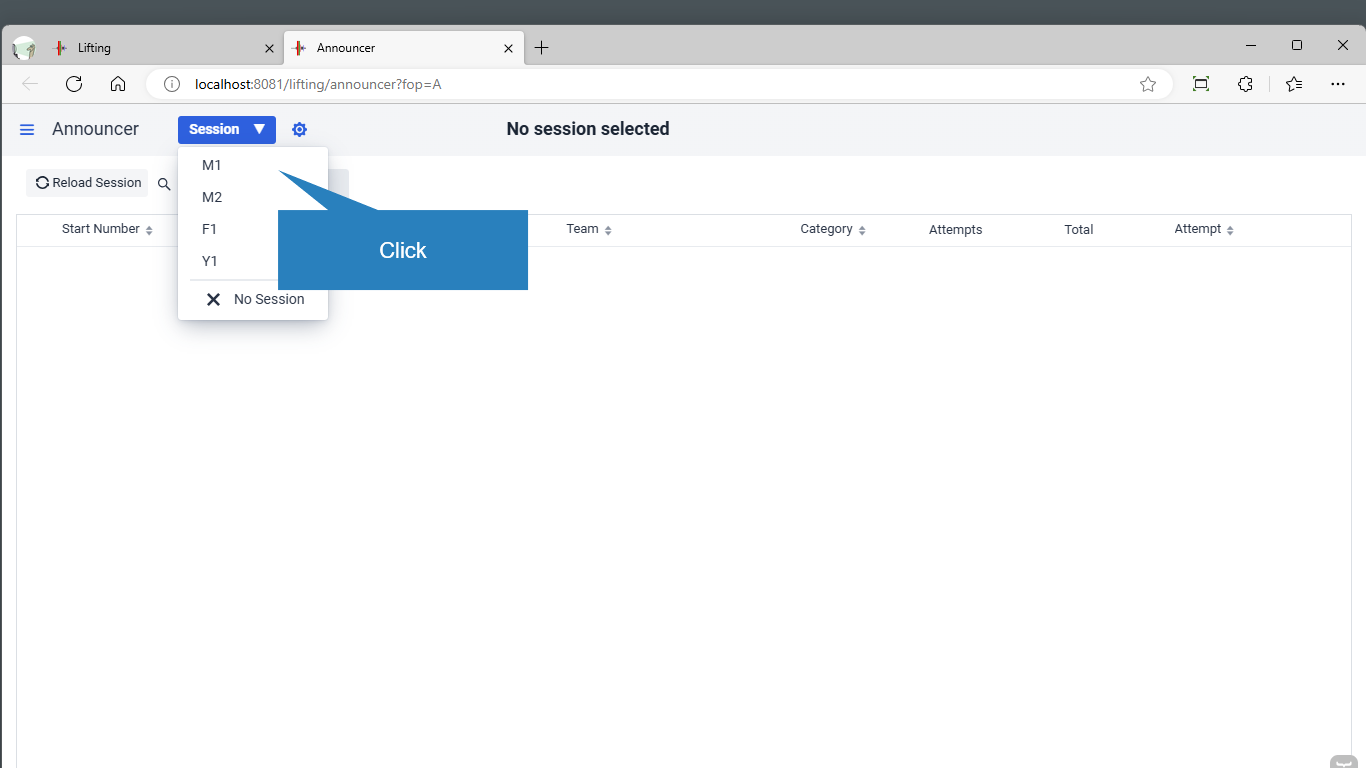 Lifting
Announcer
localhost:8081/lifting/announcer?fop=A
Announcer
Session
No session selected
Reload Session
M1
M2
F1
Y1
No Session
Click
Start Number
Team
Category
Attempts
Total
Attempt